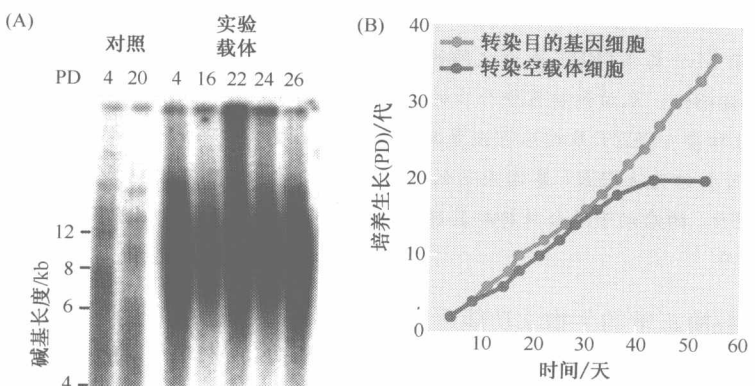 (A)
对照
实验
载体
PD 4 20 4 16 22 24 26
碱基长度/kb
12
8
6
4
(B)
培养生长(PD)/代
40
30
20
10
0
转染目的基因细胞
转染空载体细胞
10 20 30 40 50 60
时间/天